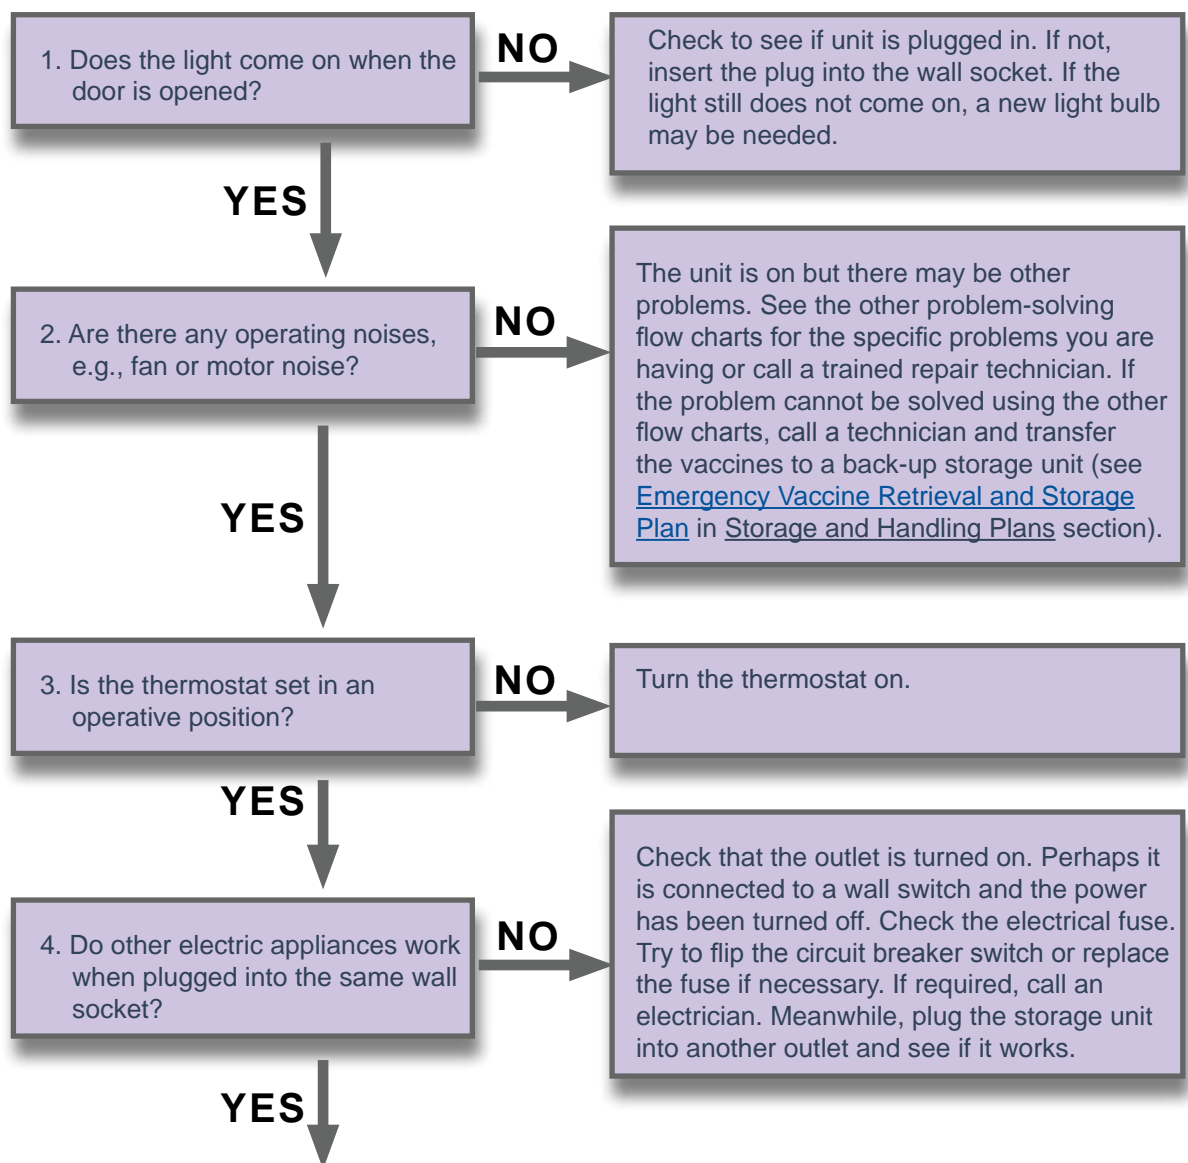 1. Does the light come on when the
door is opened?
NO
Check to see if unit is plugged in. If not,
insert the plug into the wall socket. If the
light still does not come on, a new light bulb
may be needed.
YES
2. Are there any operating noises,
e.g., fan or motor noise?
NO
The unit is on but there may be other
problems. See the other problem-solving
flow charts for the specific problems you are
having or call a trained repair technician. If
the problem cannot be solved using the other
flow charts, call a technician and transfer
the vaccines to a back-up storage unit (see
Emergency Vaccine Retrieval and Storage
Plan in Storage and Handling Plans section).
YES
3. Is the thermostat set in an
operative position?
NO
Turn the thermostat on.
YES
4. Do other electric appliances work
when plugged into the same wall
socket?
NO
Check that the outlet is turned on. Perhaps it
is connected to a wall switch and the power
has been turned off. Check the electrical fuse.
Try to flip the circuit breaker switch or replace
the fuse if necessary. If required, call an
electrician. Meanwhile, plug the storage unit
into another outlet and see if it works.
YES